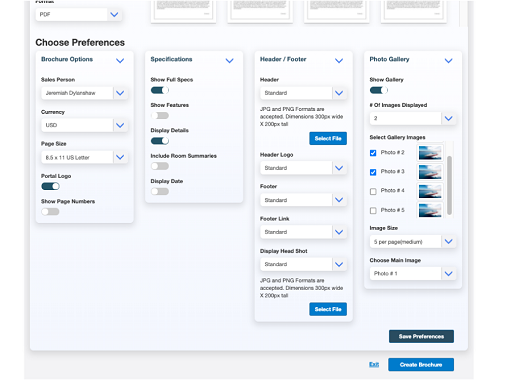 Format
PDF
Choose Preferences
Brochure Options
Sales Person
Jeremiah Dylanshaw
Currency
USD
Page Size
8.5 x 11 US Letter
Portal Logo
Show Page Numbers
Specifications
Show Full Specs
Show Features
Display Details
Include Room Summaries
Display Date
Header / Footer
Header
Standard
JPG and PNG Formats are
accepted. Dimensions 300px wide
X 200px tall
Select File
Header Logo
Standard
Footer
Standard
Footer Link
Standard
Display Head Shot
Standard
JPG and PNG Formats are
accepted. Dimensions 300px wide
X 200px tall
Select File
Photo Gallery
Show Gallery
# Of Images Displayed
2
Select Gallery Images
Photo # 2
Photo # 3
Photo # 4
Photo # 5
Image Size
5 per page(medium)
Choose Main Image
Photo # 1
Save Preferences
Exit
Create Brochure